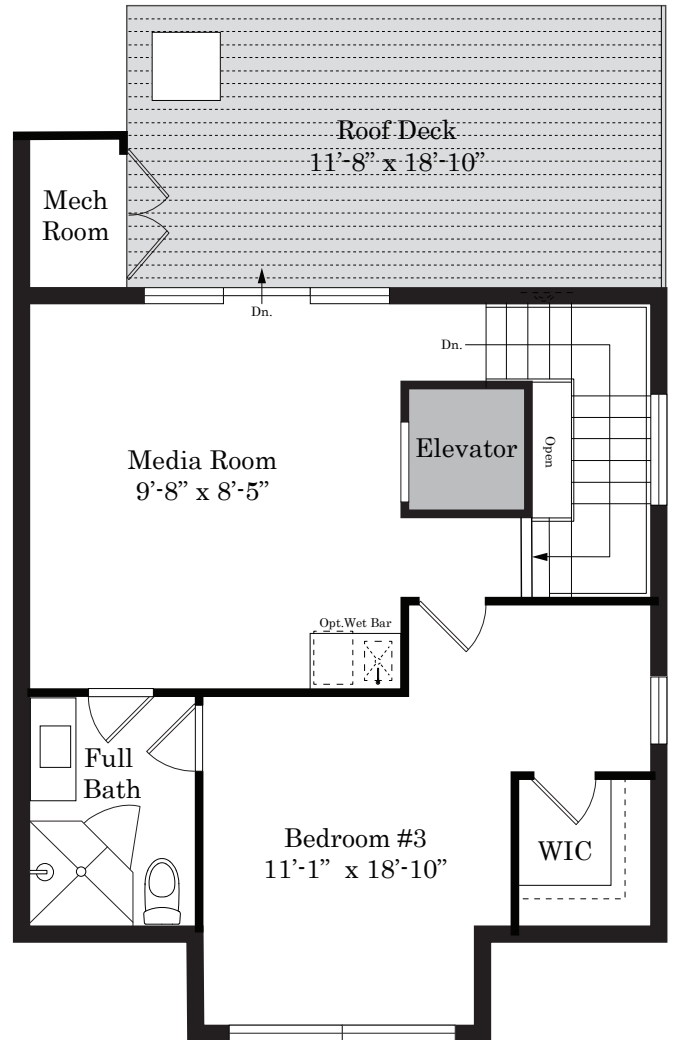 Roof Deck
11’-8” x 18’-10”
Mech
Room
Dn.
Dn.
Elevator
Open
Media Room
9’-8” x 8’-5”
Opt.Wet Bar
Full
Bath
Bedroom #3
11’-1” x 18’-10”
WIC